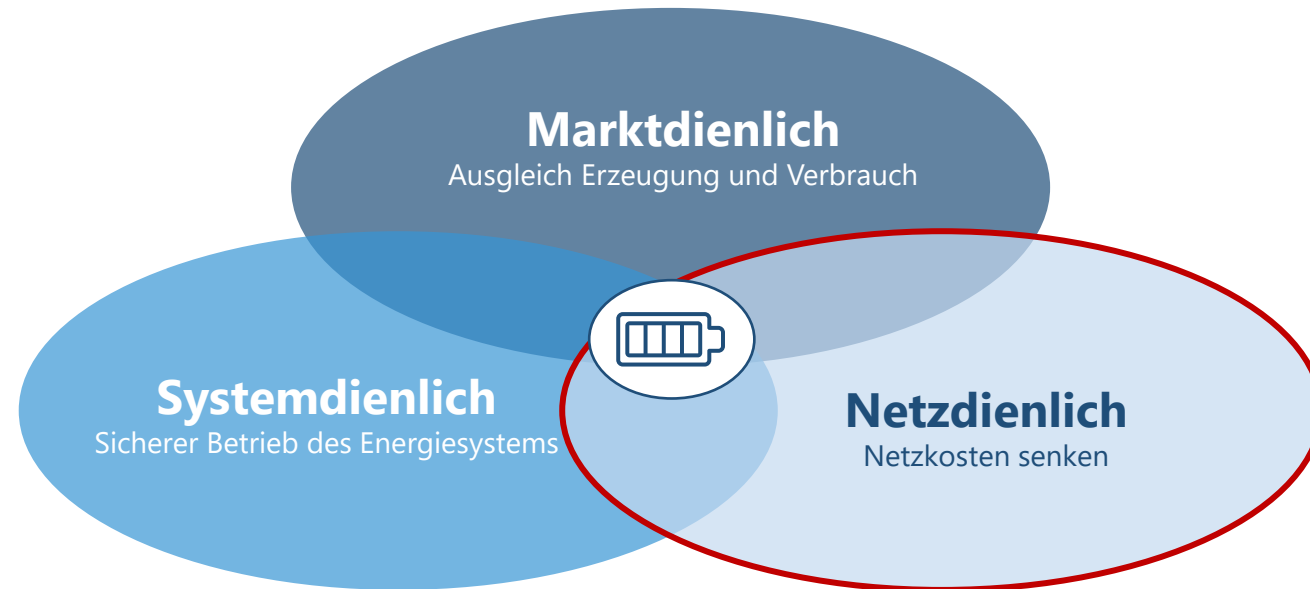 Marktdienlich
Ausgleich Erzeugung und Verbrauch
Systemdienlich
Sicherer Betrieb des Energiesystems
Netzdienlich
Netzkosten senken